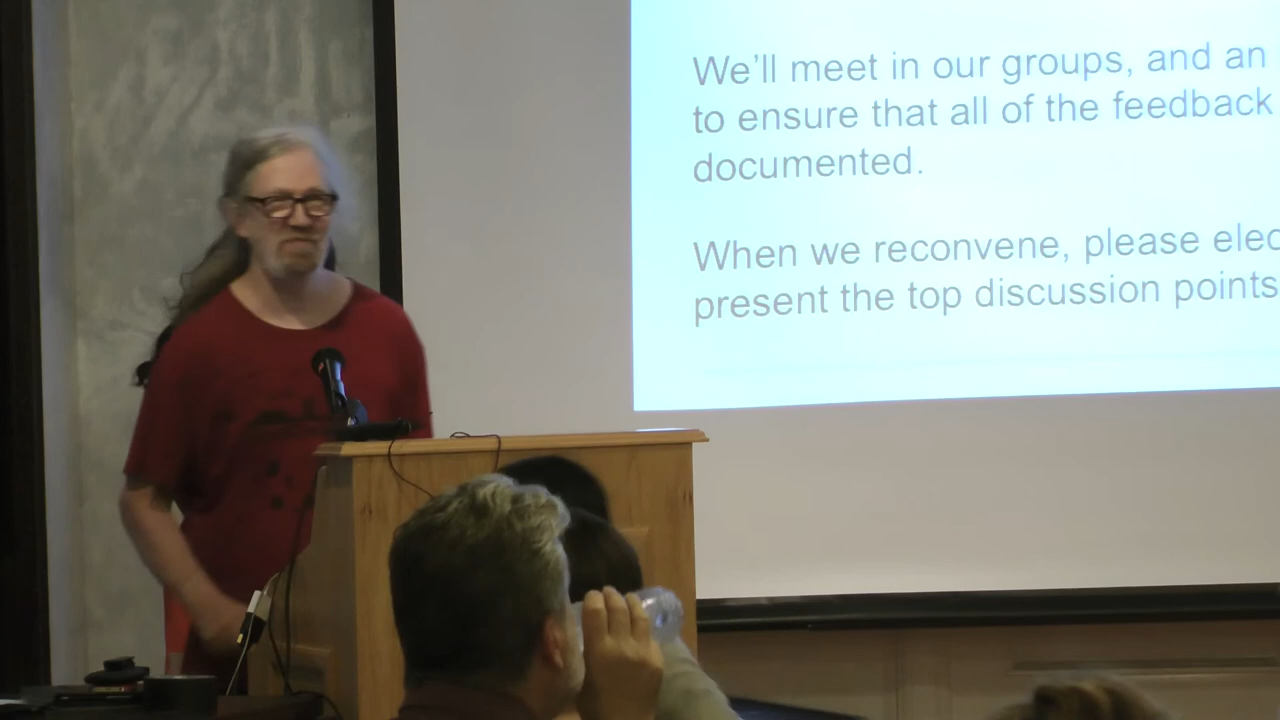 We'll meet in our groups, and an
to ensure that all of the feedback
documented.
When we reconvene, please elec
present the top discussion points